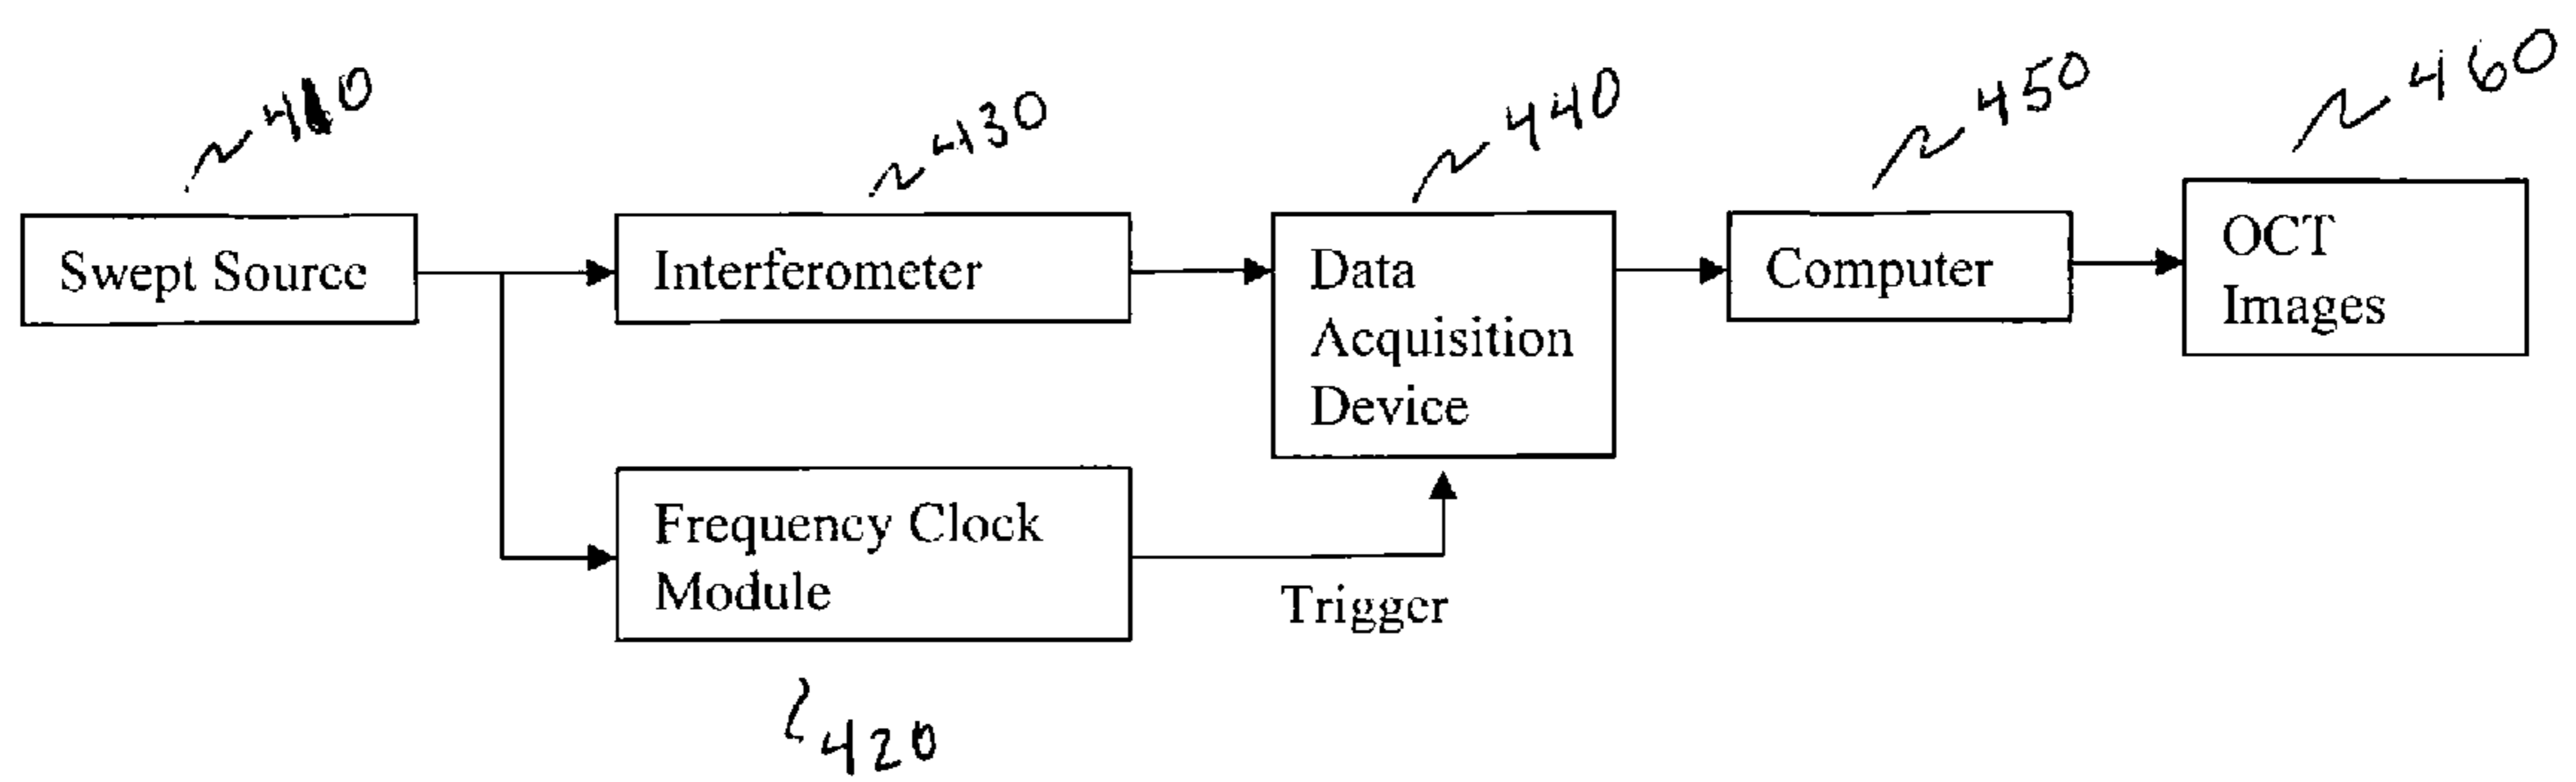 410
430
440
450
460
Swept Source
Interferometer
Data
Acquisition
Device
Computer
OCT
Images
Frequency Clock
Module
Trigger
420